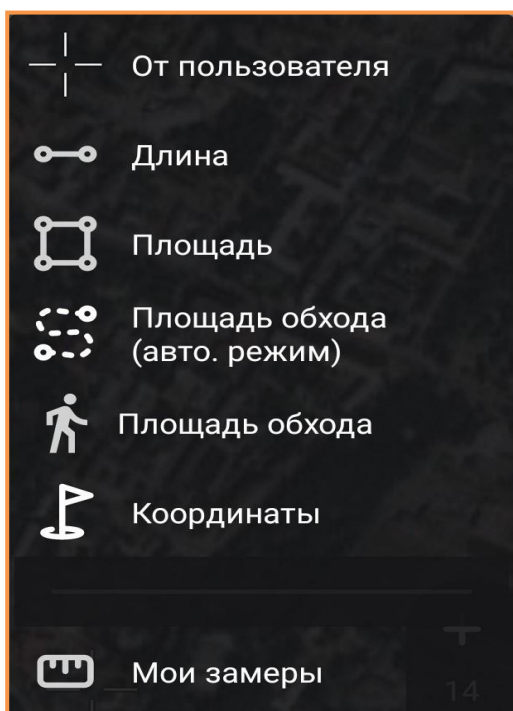 От пользователя
Длина
Площадь
Площадь обхода
(авто. режим)
Площадь обхода
Координаты
Мои замеры
14